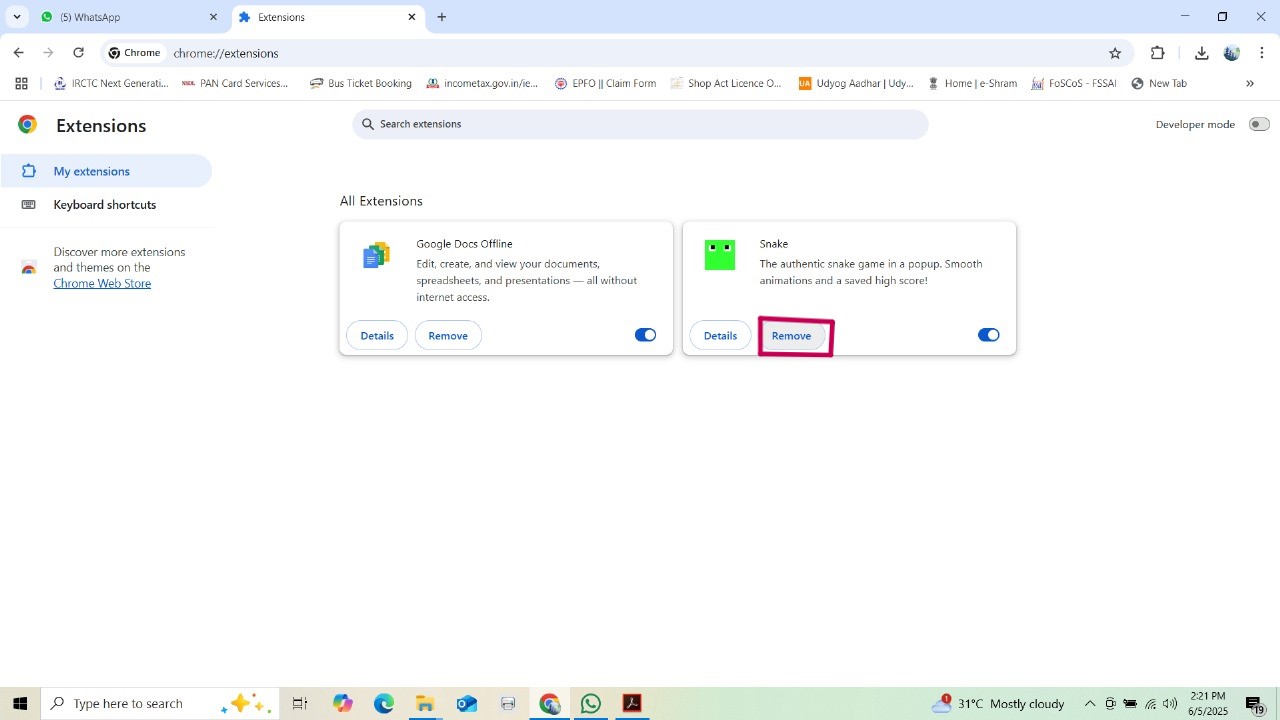 (5) WhatsApp
Extensions
Chrome
chrome://extensions
IRCTC Next Generati...
NSDL
PAN Card Services...
Bus Ticket Booking
incometax.gov.in/ie...
EPFO || Claim Form
Shop Act Licence O...
UA
Udyog Aadhar | Udy...
Home | e-Shram
FoSCoS - FSSAI
New Tab
Extensions
Search extensions
Developer mode
My extensions
Keyboard shortcuts
Discover more extensions
and themes on the
Chrome Web Store
All Extensions
Google Docs Offline
Edit, create, and view your documents,
spreadsheets, and presentations — all without
internet access.
Details
Remove
Snake
The authentic snake game in a popup. Smooth
animations and a saved high score!
Details
Remove
Type here to search
1
31°C Mostly cloudy
2:21 PM
6/5/2025
19